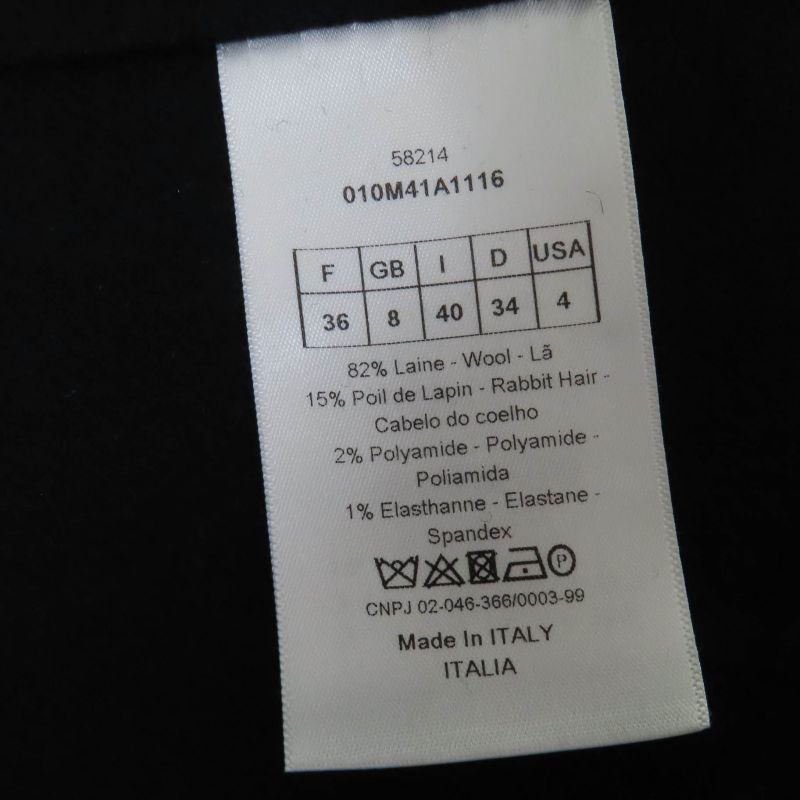 58214
010M41A1116
F GB I D USA
36 8 40 34 4
82% Laine - Wool - Lã
15% Poil de Lapin - Rabbit Hair -
Cabelo do coelho
2% Polyamide - Polyamide -
Poliamida
1% Elasthanne - Elastane -
Spandex
P
CNPJ 02-046-366/0003-99
Made In ITALY
ITALIA